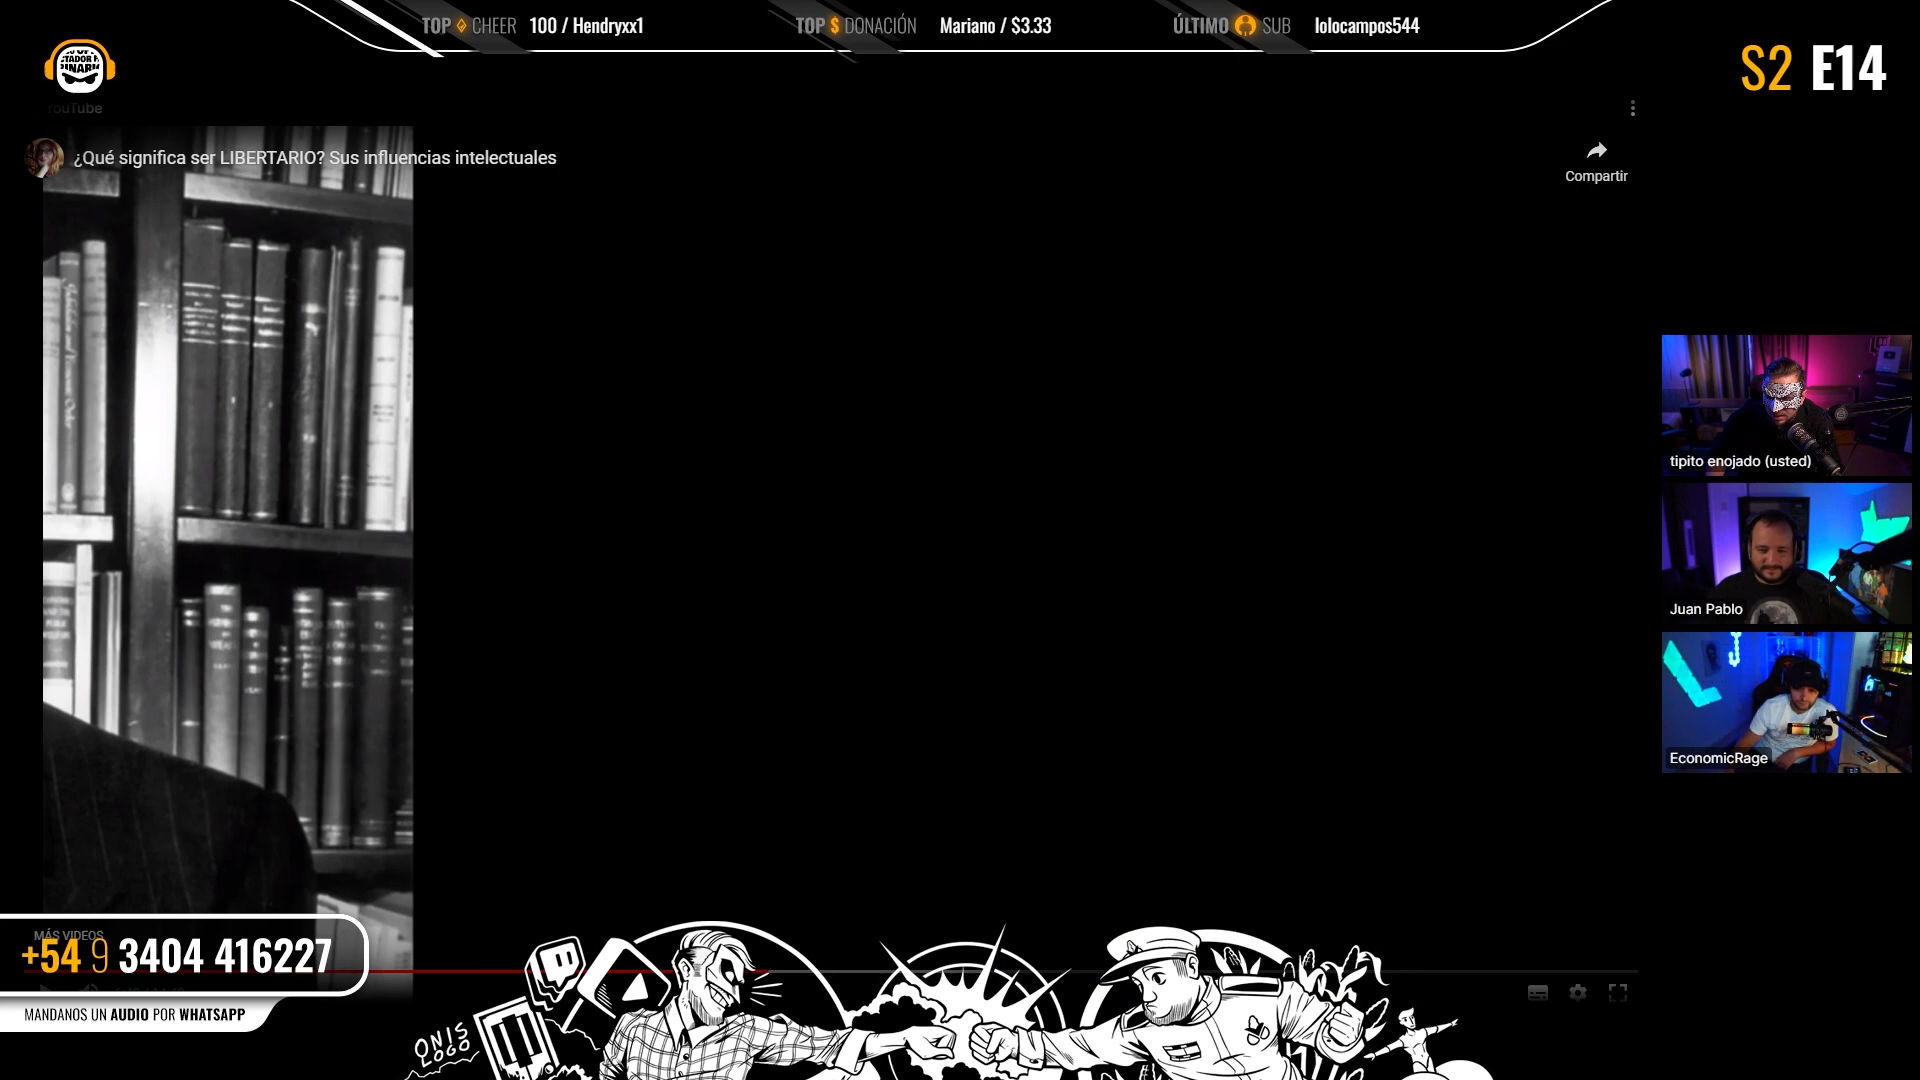 TOP CHEER 100 / Hendryxx1
TOP $ DONACIÓN Mariano / $3.33
ÚLTIMO SUB lolocampos544
S2 E14
YouTube
¿Qué significa ser LIBERTARIO? Sus influencias intelectuales
Compartir
tipito enojado (usted)
Juan Pablo
EconomicRage
MÁS VIDEOS
+54 9 3404 416227
MANDANOS UN AUDIO POR WHATSAPP
ONIS
LOGO